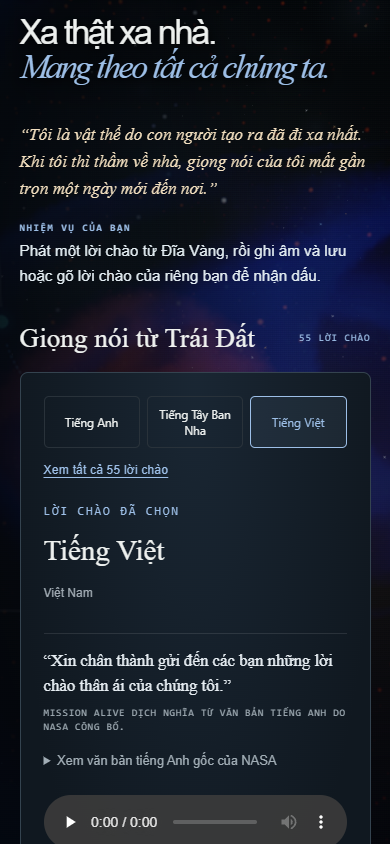 Xa thật xa nhà.
Mang theo tất cả chúng ta.
“Tôi là vật thể do con người tạo ra đã đi xa nhất.
Khi tôi thì thầm về nhà, giọng nói của tôi mất gần
trọn một ngày mới đến nơi.”
NHIỆM VỤ CỦA BẠN
Phát một lời chào từ Đĩa Vàng, rồi ghi âm và lưu
hoặc gõ lời chào của riêng bạn để nhận dấu.
Giọng nói từ Trái Đất
55 LỜI CHÀO
Tiếng Anh
Tiếng Tây Ban
Nha
Tiếng Việt
Xem tất cả 55 lời chào
LỜI CHÀO ĐÃ CHỌN
Tiếng Việt
Việt Nam
“Xin chân thành gửi đến các bạn những lời
chào thân ái của chúng tôi.”
MISSION ALIVE DỊCH NGHĨA TỪ VĂN BẢN TIẾNG ANH DO
NASA CÔNG BỐ.
Xem văn bản tiếng Anh gốc của NASA
0:00 / 0:00